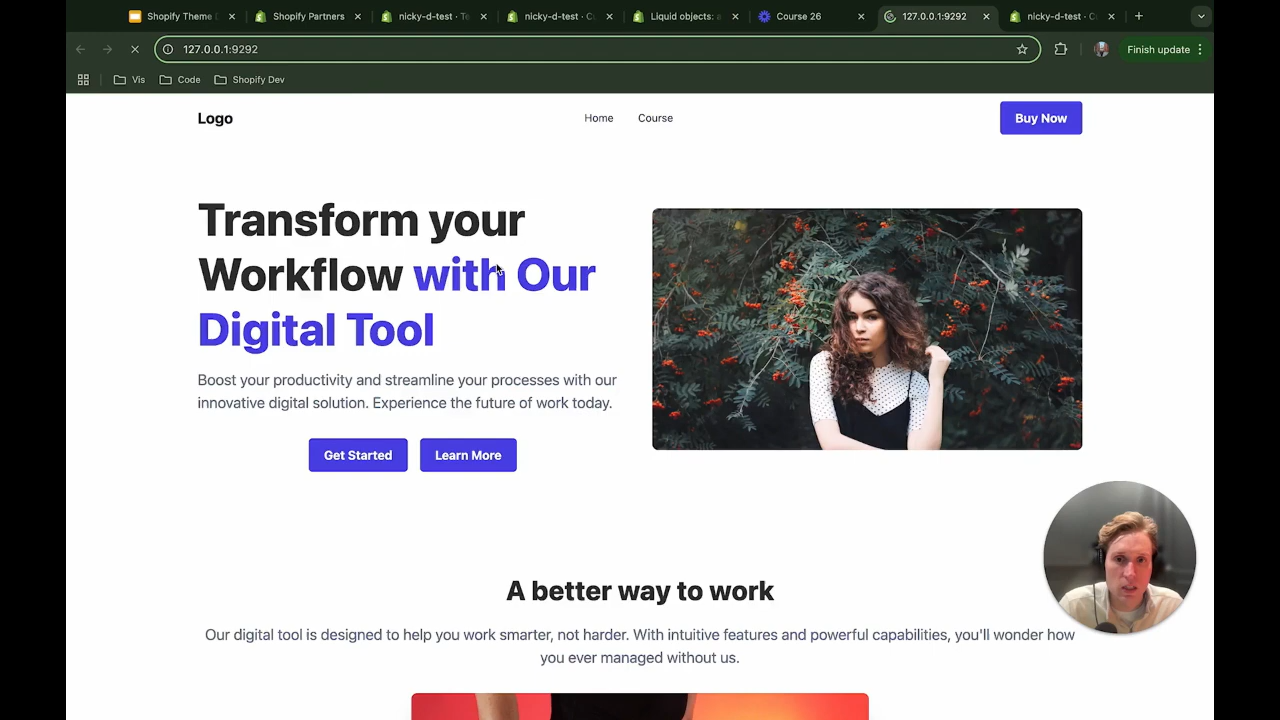 Shopify Theme D
Shopify Partners
nicky-d-test · Te
nicky-d-test · Cu
Liquid objects: a
Course 26
127.0.0.1:9292
nicky-d-test · Cu
127.0.0.1:9292
Finish update
Vis
Code
Shopify Dev
Logo
Home
Course
Buy Now
Transform your
Workflow with Our
Digital Tool
Boost your productivity and streamline your processes with our
innovative digital solution. Experience the future of work today.
Get Started
Learn More
A better way to work
Our digital tool is designed to help you work smarter, not harder. With intuitive features and powerful capabilities, you'll wonder how
you ever managed without us.